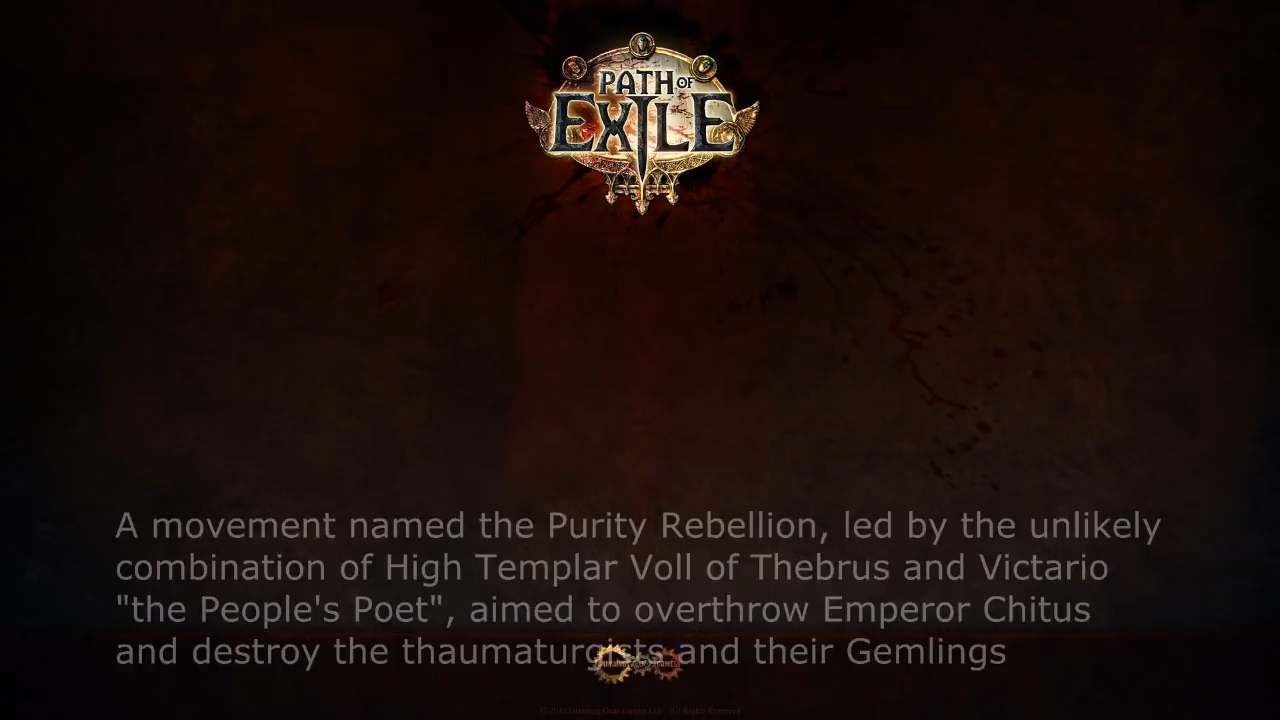 PATH OF
EXILE
A movement named the Purity Rebellion, led by the unlikely
combination of High Templar Voll of Thebrus and Victario
"the People's Poet", aimed to overthrow Emperor Chitus
and destroy the thaumaturgists and their Gemlings